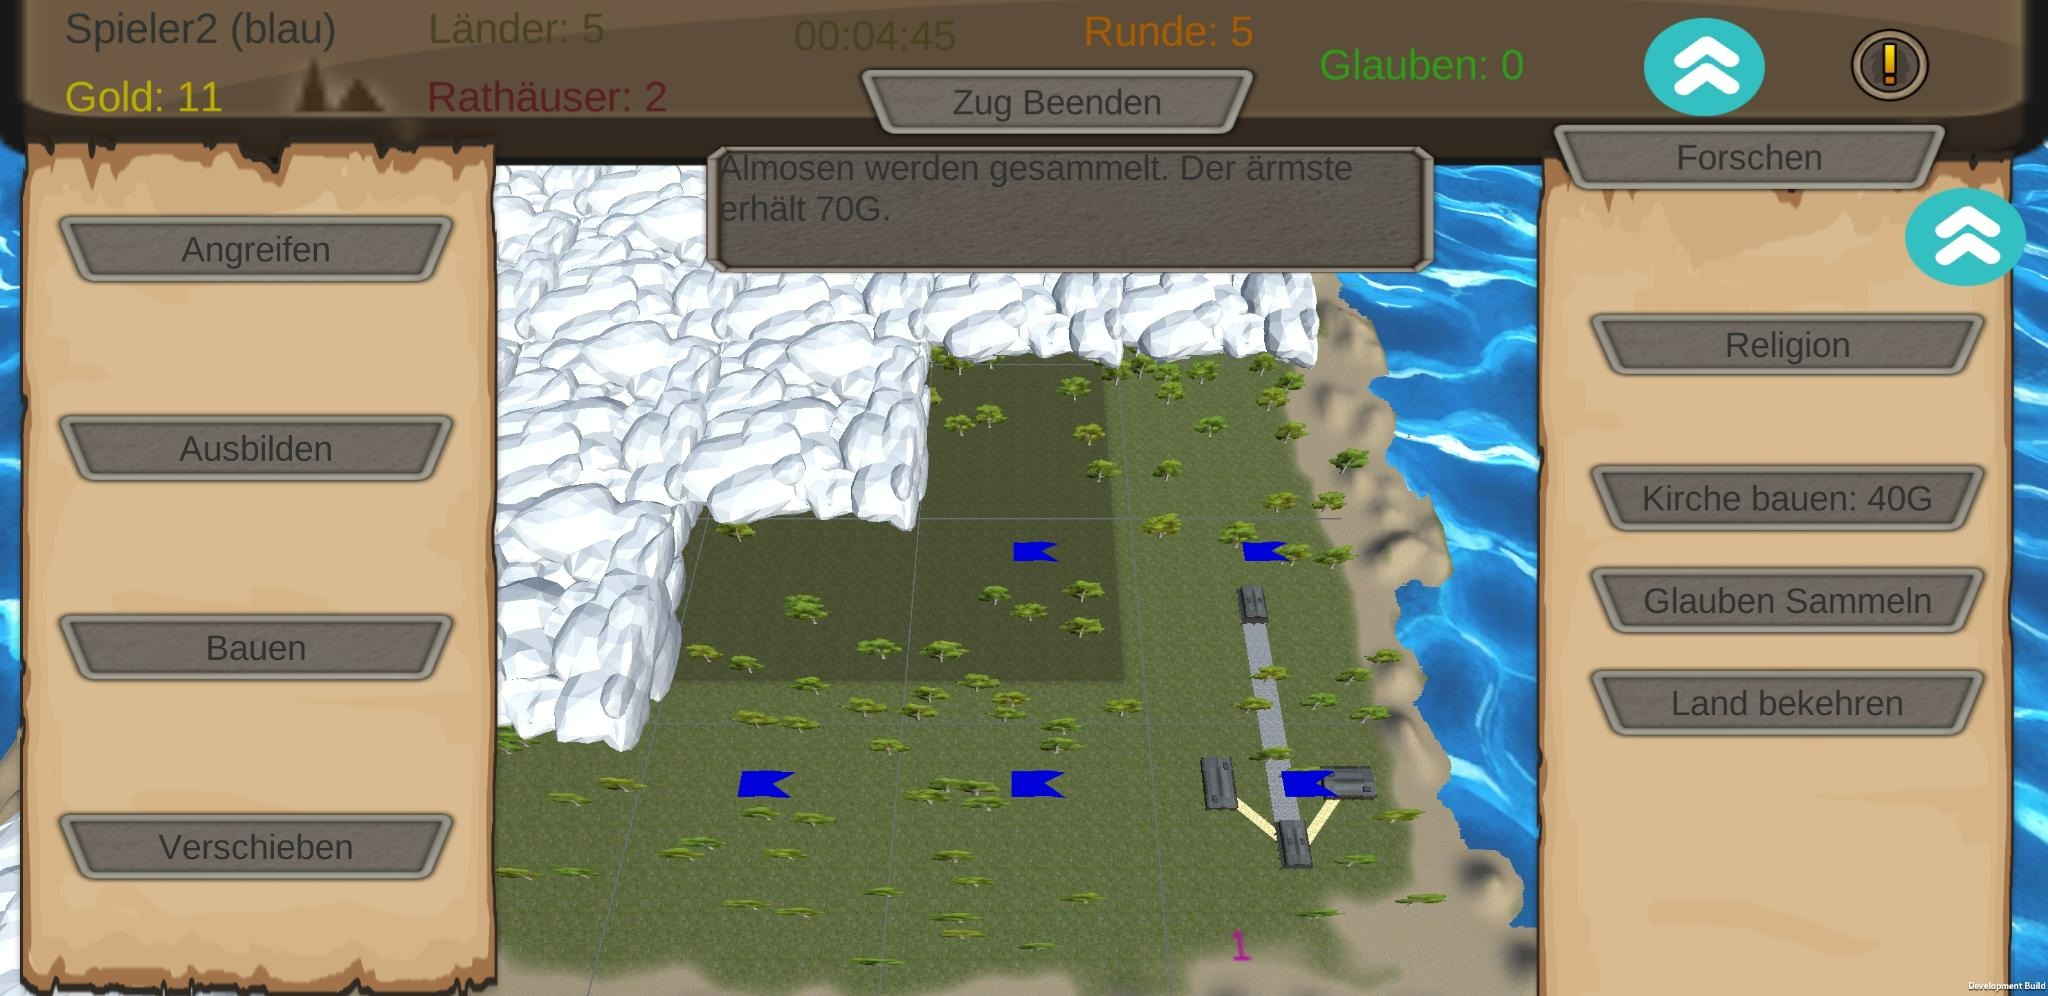 Spieler2 (blau)
Länder: 5
00:04:45
Runde: 5
Glauben: 0
Gold: 11
Rathäuser: 2
Zug Beenden
Almosen werden gesammelt. Der ärmste
erhält 70G.
Forschen
Angreifen
Ausbilden
Bauen
Verschieben
Religion
Kirche bauen: 40G
Glauben Sammeln
Land bekehren
1
Development Build